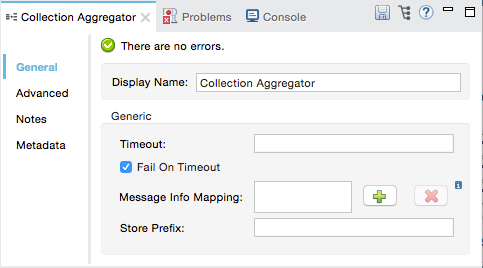 Collection Aggregator Problems Console
There are no errors.
General
Advanced
Notes
Metadata
Display Name: Collection Aggregator
Generic
Timeout:
Fail On Timeout
Message Info Mapping:
Store Prefix: